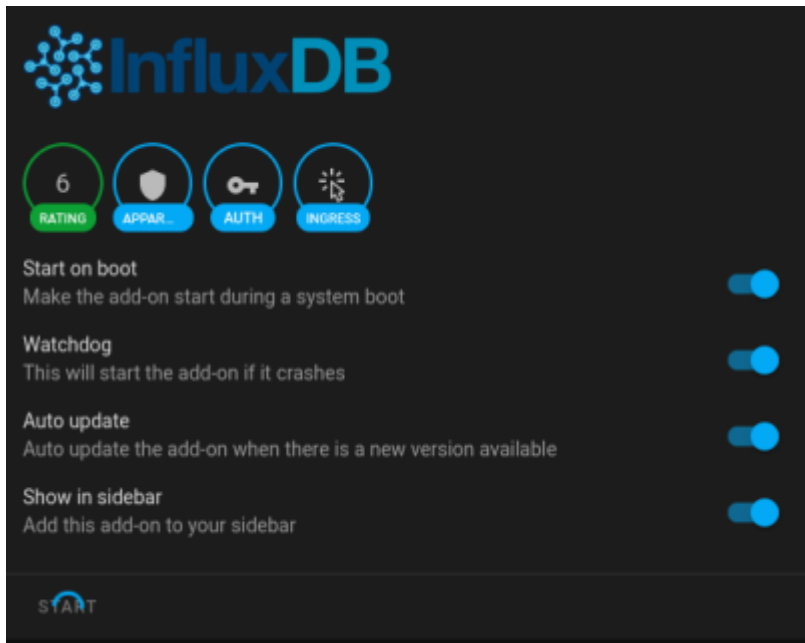 InfluxDB
6
RATING
APPAR...
AUTH
INGRESS
Start on boot
Make the add-on start during a system boot
Watchdog
This will start the add-on if it crashes
Auto update
Auto update the add-on when there is a new version available
Show in sidebar
Add this add-on to your sidebar
START